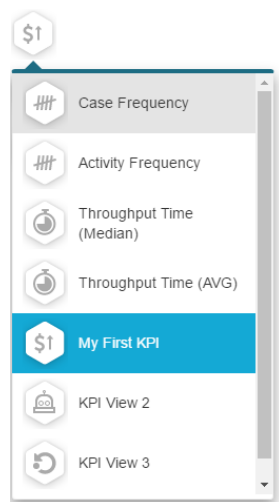 $↑
Case Frequency
Activity Frequency
Throughput Time
(Median)
Throughput Time (AVG)
$↑
My First KPI
KPI View 2
KPI View 3